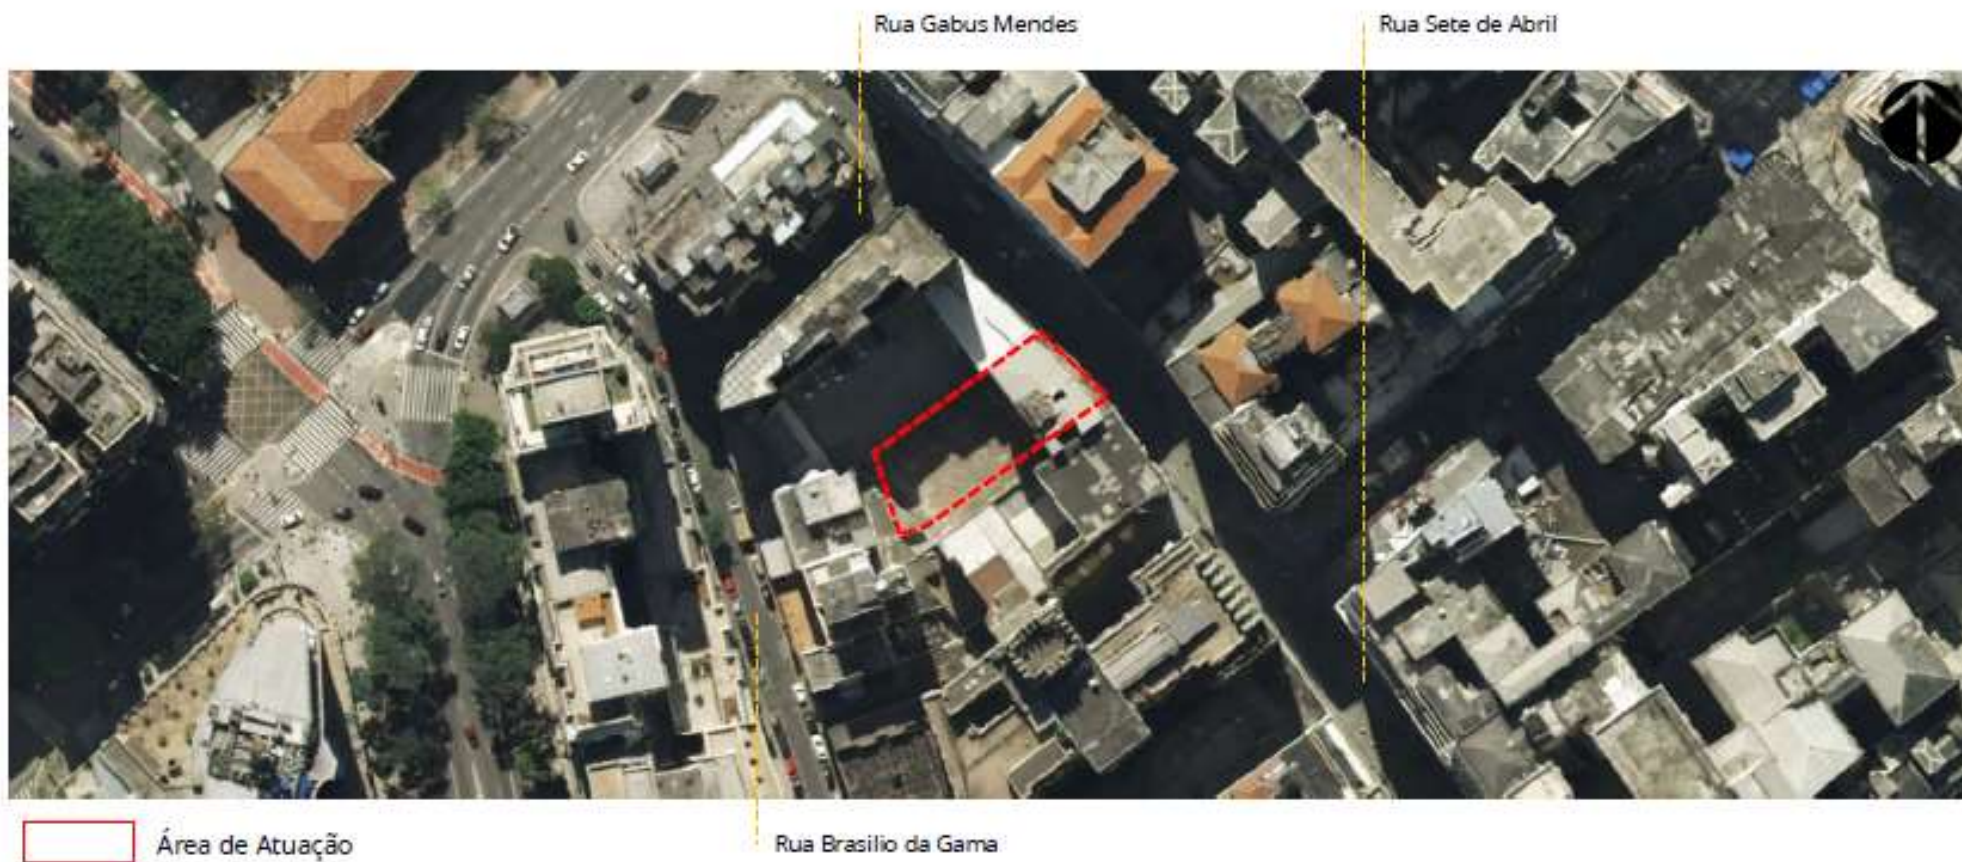 Rua Gabus Mendes
Rua Sete de Abril
Área de Atuação
Rua Brasilio da Gama